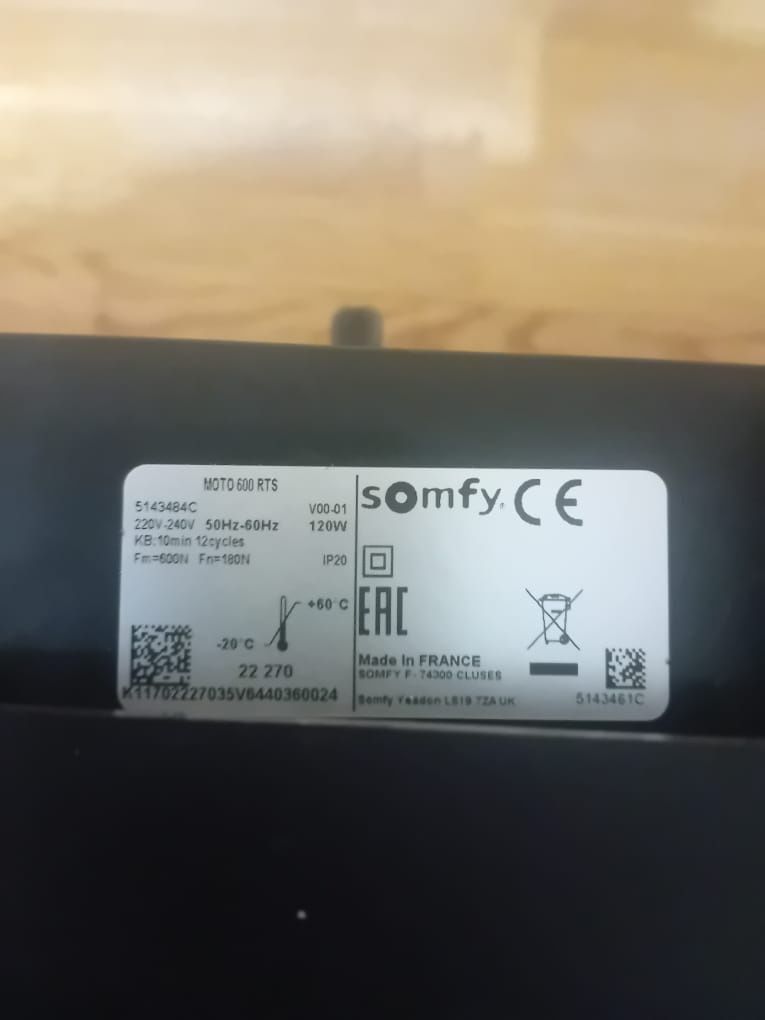 MOTO 600 RTS
5143484C V00-01
220V-240V 50Hz-60Hz 120W
KB:10min 12cycles
Fm=600N Fn=180N IP20
+60°C
-20°C
22 270
K11702227035V6440360024
somfy. CE
EAC
Made In FRANCE
SOMFY F- 74300 CLUSES
Somfy Yeadon LS19 7ZA UK
5143461C